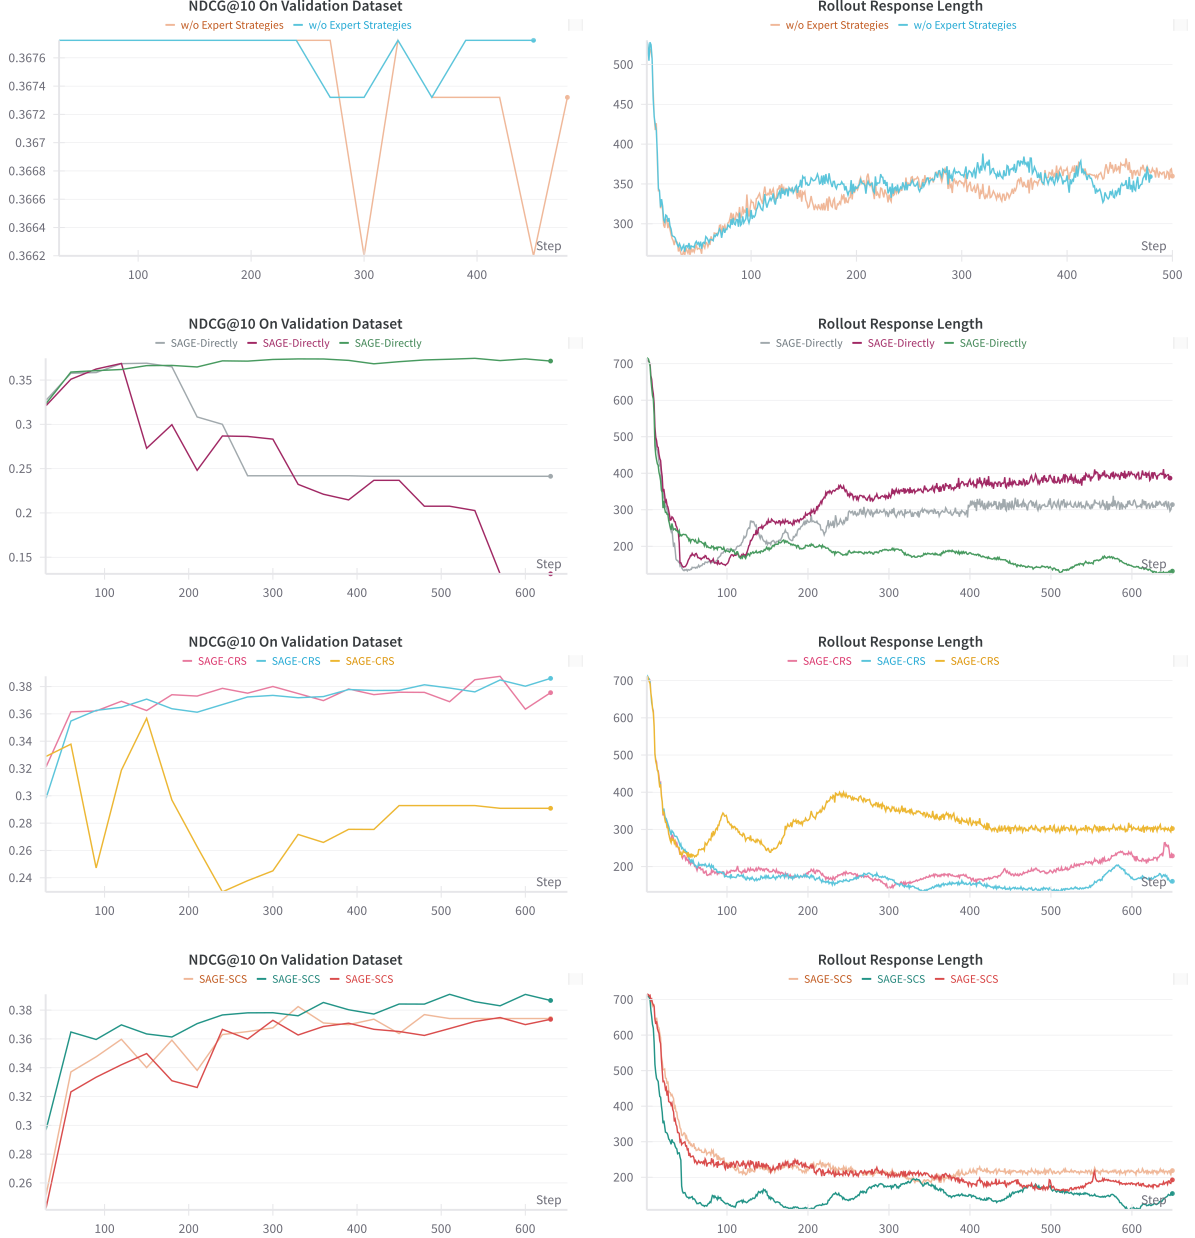 NDCG@10 On Validation Dataset
w/o Expert Strategies w/o Expert Strategies
0.3676
0.3674
0.3672
0.367
0.3668
0.3666
0.3664
0.3662
Step
100 200 300 400
Rollout Response Length
w/o Expert Strategies w/o Expert Strategies
500
450
400
350
300
Step
100 200 300 400 500
NDCG@10 On Validation Dataset
SAGE-Directly SAGE-Directly SAGE-Directly
0.35
0.3
0.25
0.2
0.15
Step
100 200 300 400 500 600
Rollout Response Length
SAGE-Directly SAGE-Directly SAGE-Directly
700
600
500
400
300
200
Step
100 200 300 400 500 600
NDCG@10 On Validation Dataset
SAGE-CRS SAGE-CRS SAGE-CRS
0.38
0.36
0.34
0.32
0.3
0.28
0.26
0.24
Step
100 200 300 400 500 600
Rollout Response Length
SAGE-CRS SAGE-CRS SAGE-CRS
700
600
500
400
300
200
Step
100 200 300 400 500 600
NDCG@10 On Validation Dataset
SAGE-SCS SAGE-SCS SAGE-SCS
0.38
0.36
0.34
0.32
0.3
0.28
0.26
Step
100 200 300 400 500 600
Rollout Response Length
SAGE-SCS SAGE-SCS SAGE-SCS
700
600
500
400
300
200
Step
100 200 300 400 500 600